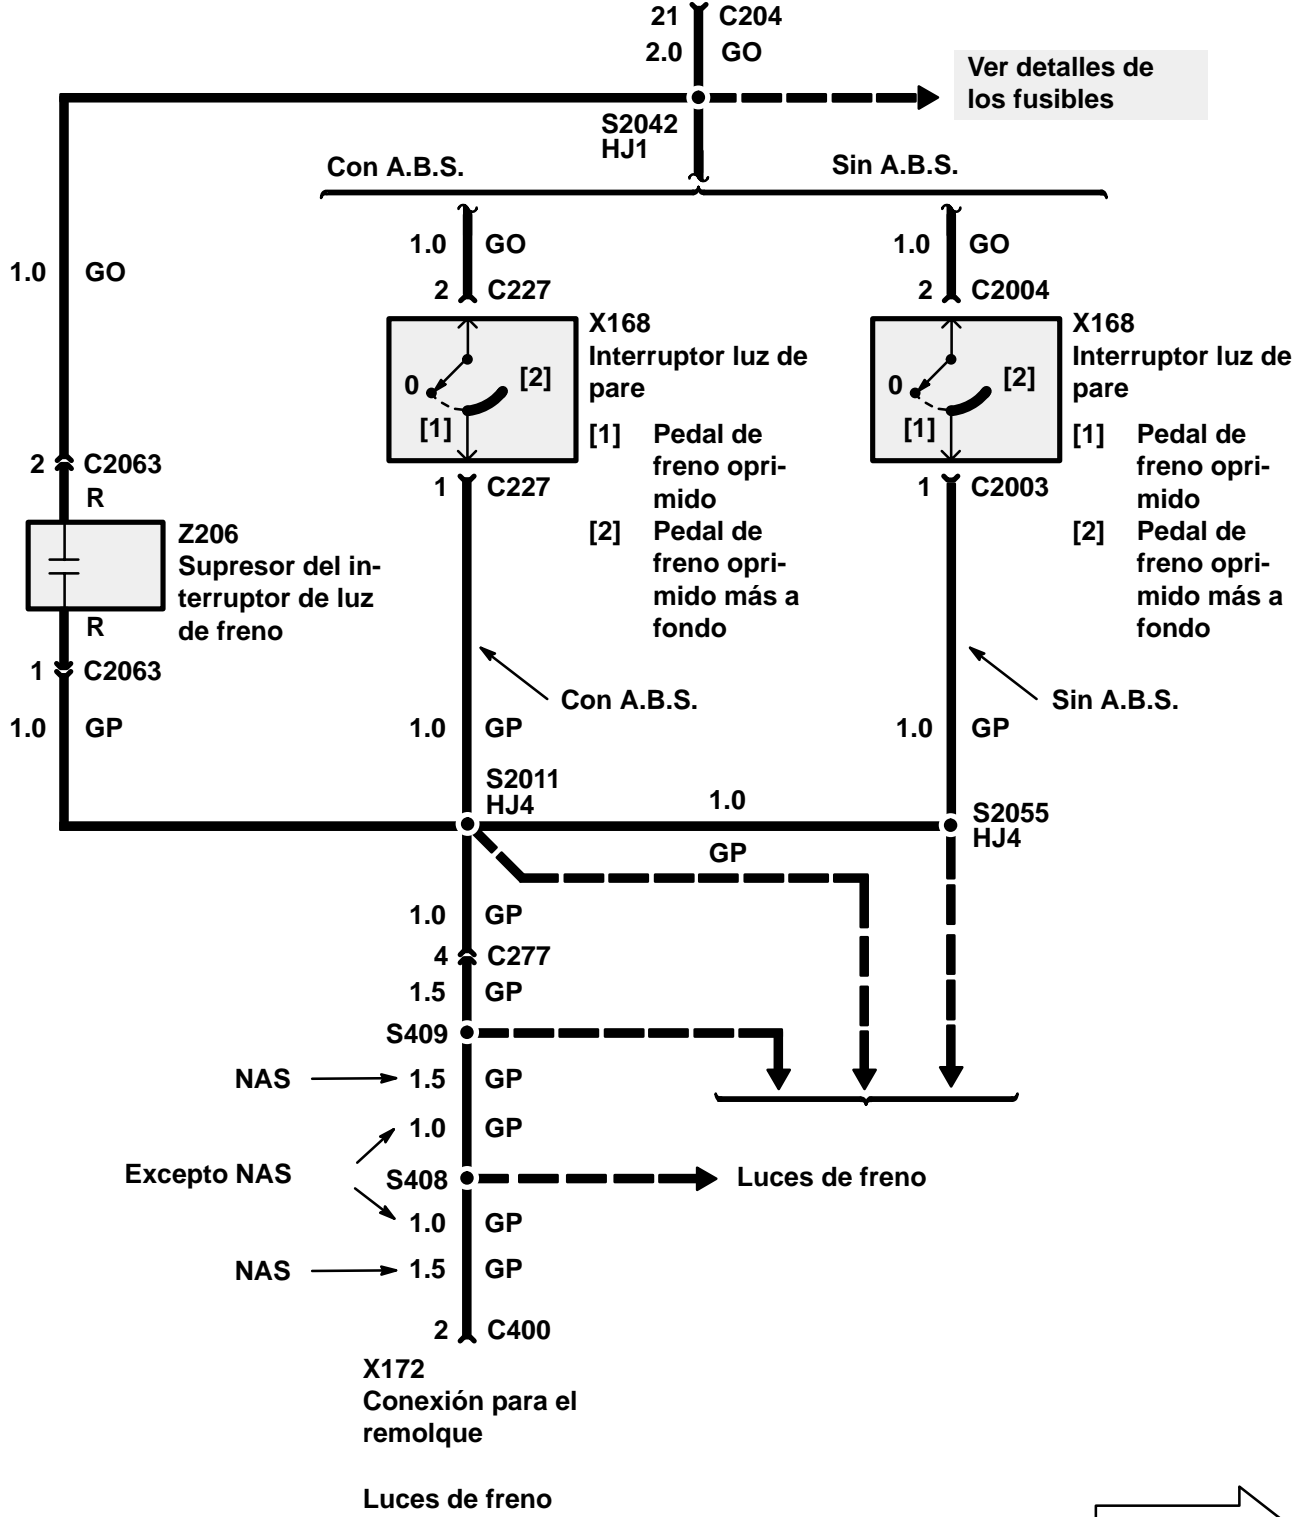 21 C204
2.0 GO
Ver detalles de
los fusibles
S2042
HJ1
Con A.B.S.
Sin A.B.S.
1.0 GO
1.0 GO
1.0 GO
2 C227
2 C2004
X168
Interruptor luz de
pare
0
[1]
[2]
[1] Pedal de
freno opri-
mido
[2] Pedal de
freno opri-
mido más a
fondo
X168
Interruptor luz de
pare
0
[1]
[2]
[1] Pedal de
freno opri-
mido
[2] Pedal de
freno opri-
mido más a
fondo
1 C227
1 C2003
2 C2063
R
Z206
Supresor del in-
terruptor de luz
de freno
R
1 C2063
Con A.B.S.
Sin A.B.S.
1.0 GP
1.0 GP
1.0 GP
S2011
HJ4
1.0
GP
S2055
HJ4
1.0 GP
4 C277
1.5 GP
S409
NAS 1.5 GP
1.0 GP
Excepto NAS
S408
Luces de freno
1.0 GP
NAS 1.5 GP
2 C400
X172
Conexión para el
remolque
Luces de freno